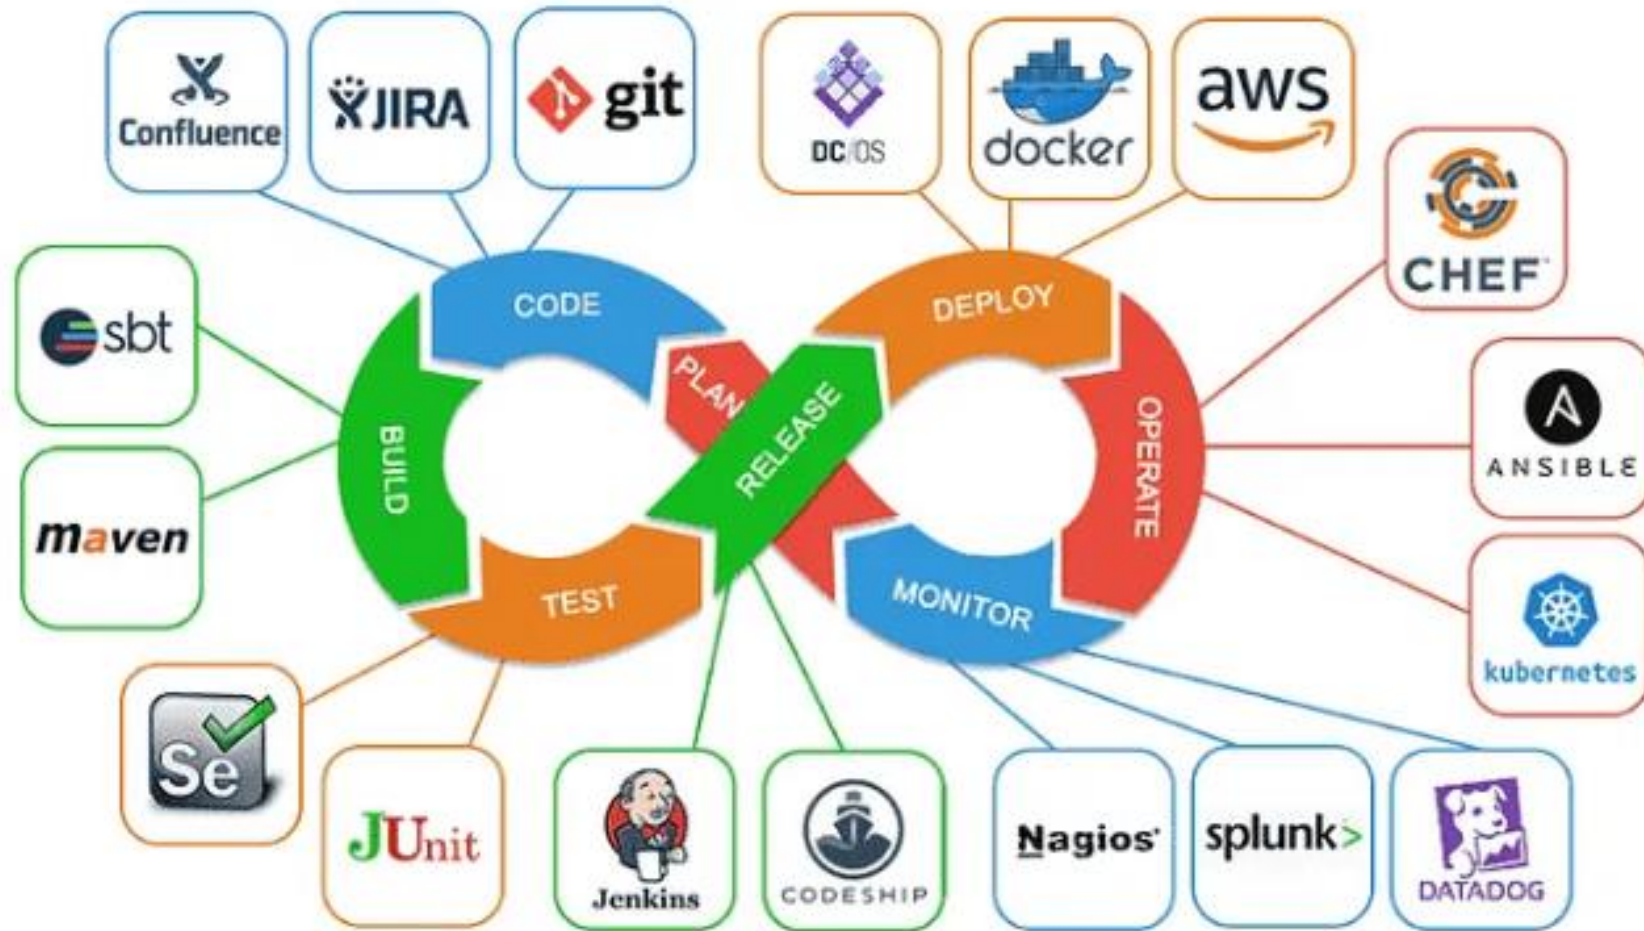 Confluence
JIRA
git
DC/OS
docker
aws
CHEF
sbt
CODE
DEPLOY
PLAN
RELEASE
BUILD
OPERATE
ANSIBLE
maven
TEST
MONITOR
kubernetes
Se
JUnit
Jenkins
CODESHIP
Nagios
splunk>
DATADOG